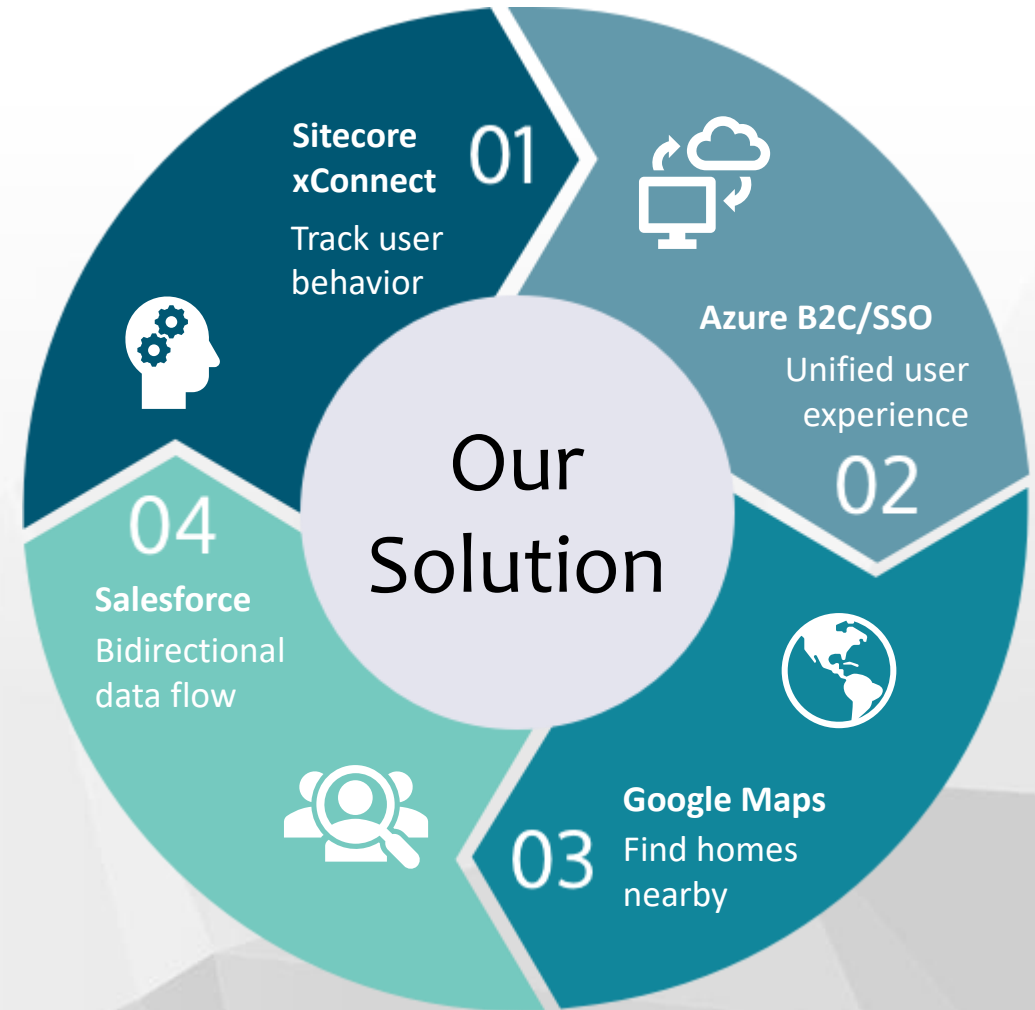 Sitecore
xConnect
01
Track user
behavior
Azure B2C/SSO
Unified user
experience
02
Google Maps
03
Find homes
nearby
04
Salesforce
Bidirectional
data flow
Our
Solution